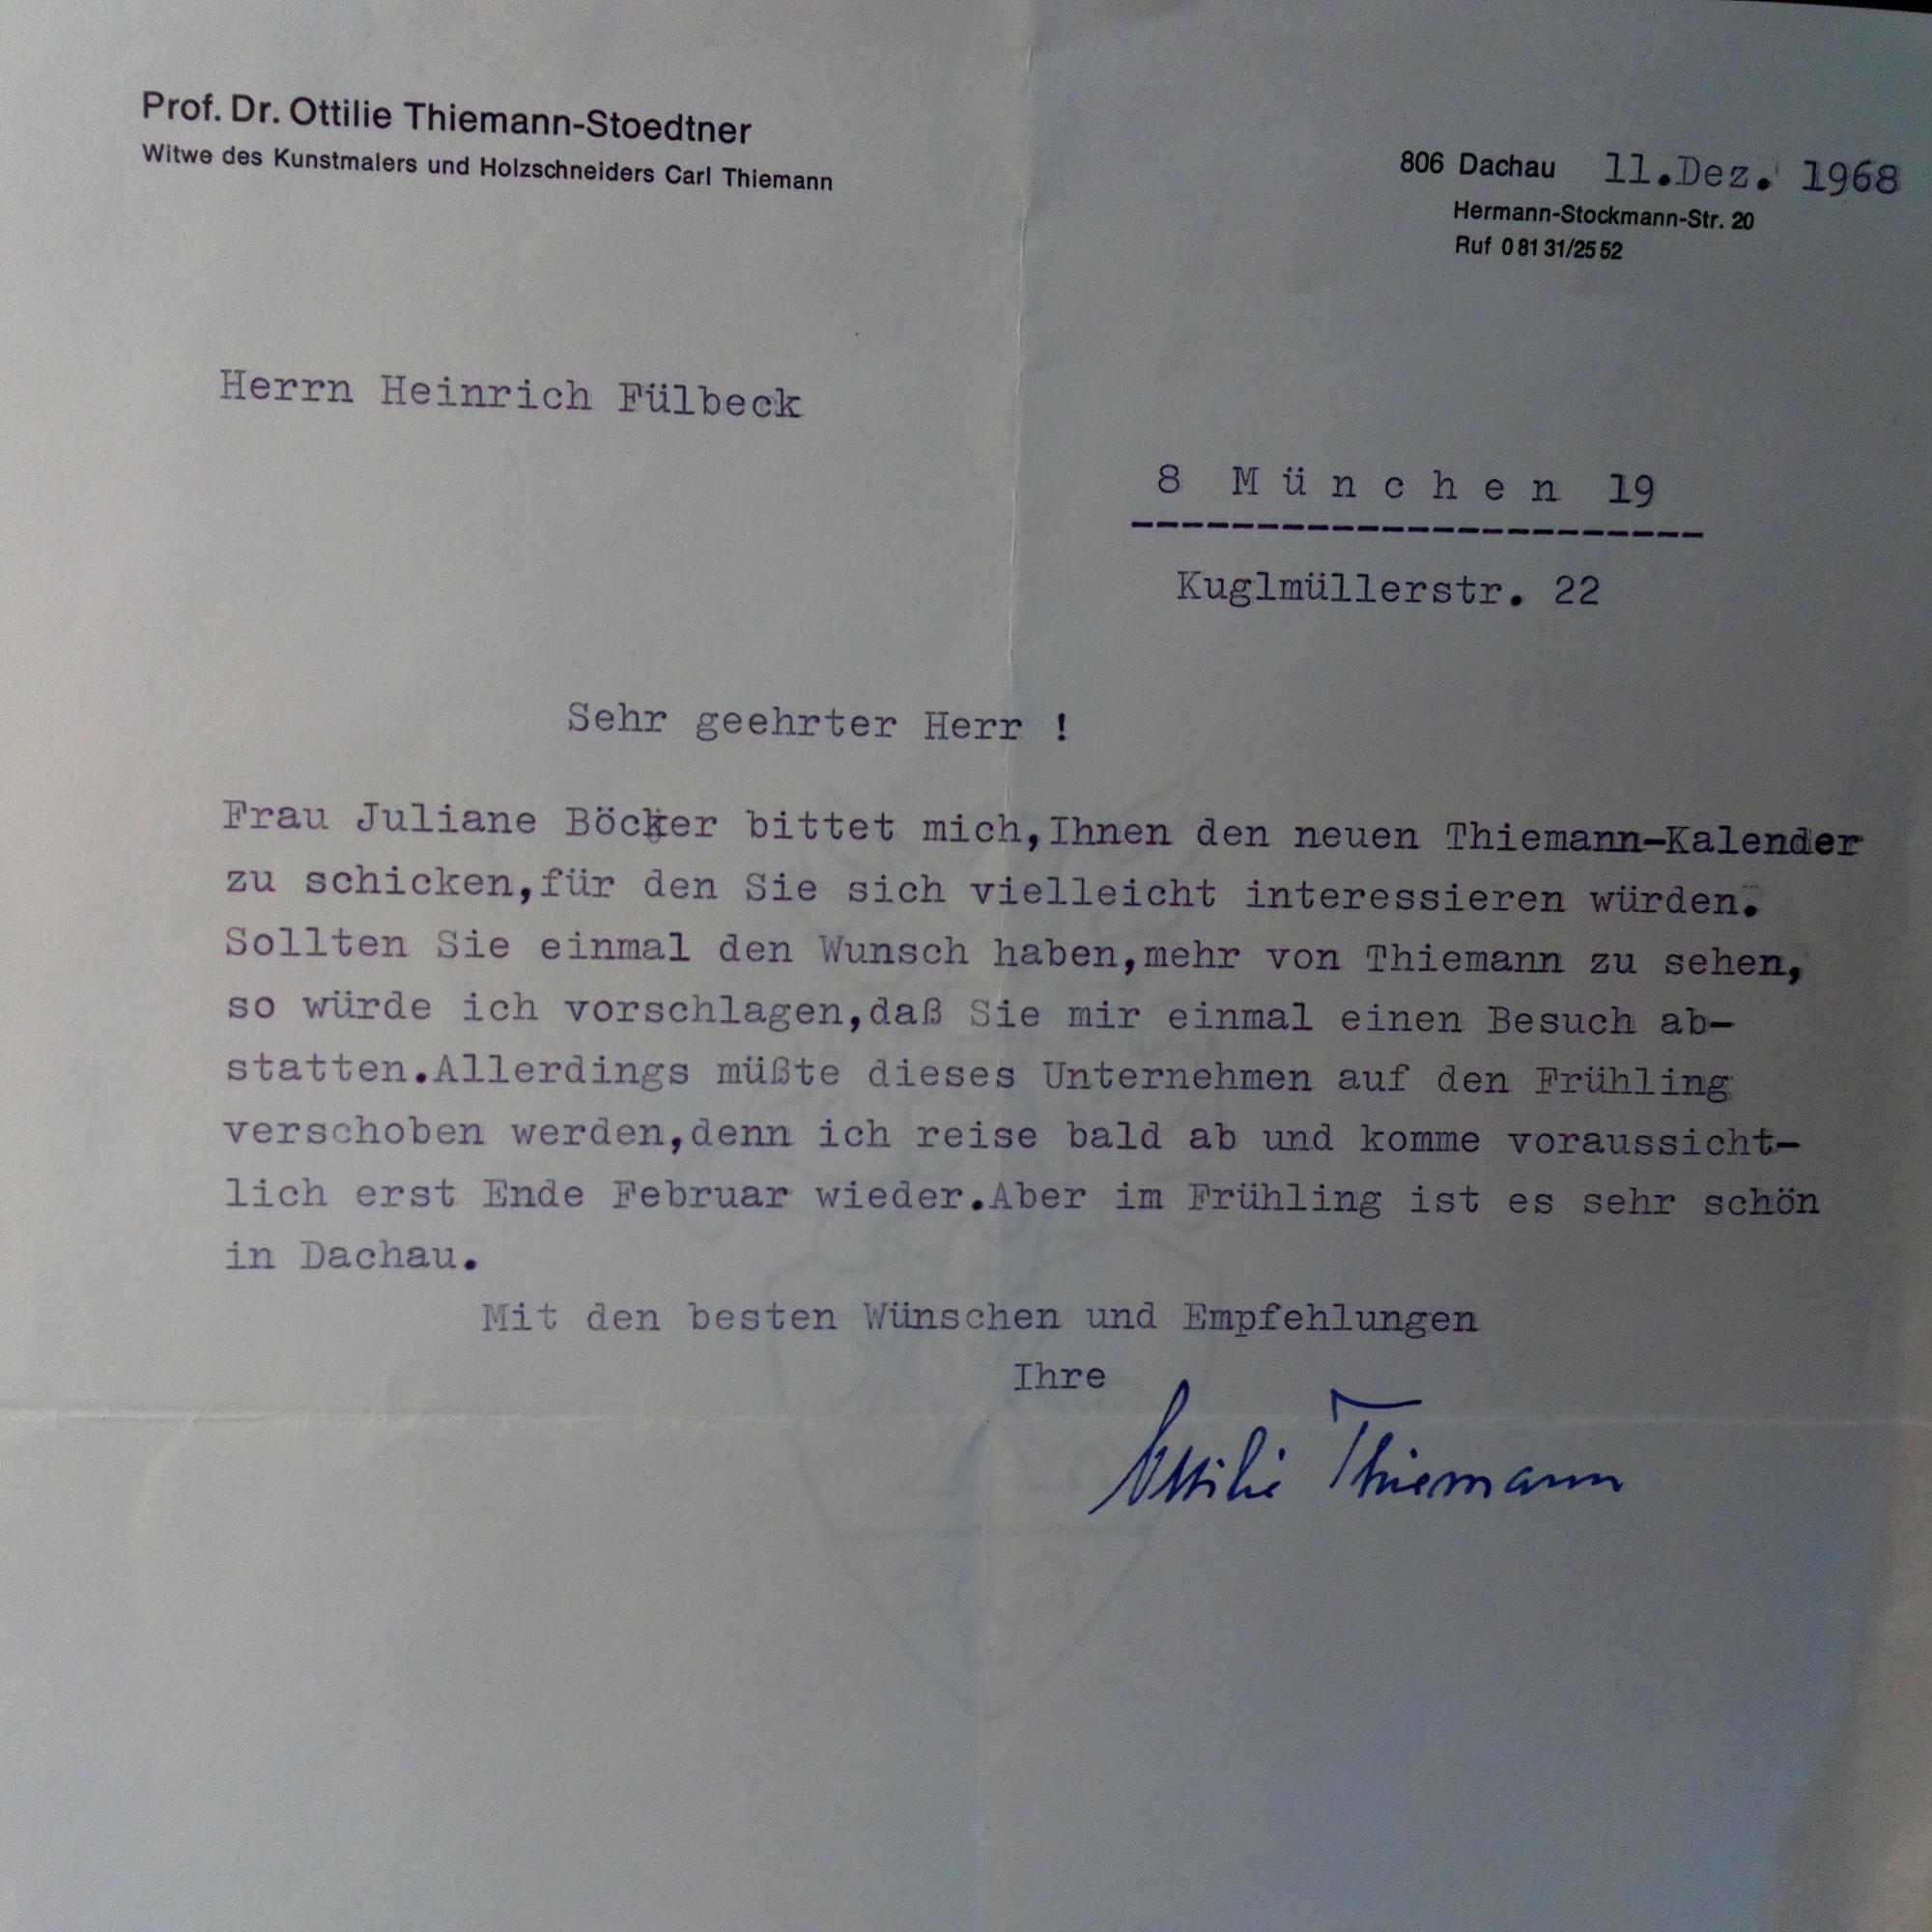 Prof. Dr. Ottilie Thiemann-Stoedtner
Witwe des Kunstmalers und Holzschneiders Carl Thiemann
806 Dachau 11.Dez. 1968
Hermann-Stockmann-Str. 20
Ruf 0 81 31/25 52
Herrn Heinrich Fülbeck
8 M ü n c h e n 19
-----------------------
Kuglmüllerstr. 22
Sehr geehrter Herr !
Frau Juliane Böcker bittet mich,Ihnen den neuen Thiemann-Kalender
zu schicken,für den Sie sich vielleicht interessieren würden.
Sollten Sie einmal den Wunsch haben,mehr von Thiemann zu sehen,
so würde ich vorschlagen,daß Sie mir einmal einen Besuch ab-
statten.Allerdings müßte dieses Unternehmen auf den Frühling
verschoben werden,denn ich reise bald ab und komme voraussicht-
lich erst Ende Februar wieder.Aber im Frühling ist es sehr schön
in Dachau.
Mit den besten Wünschen und Empfehlungen
Ihre
Ottilie Thiemann